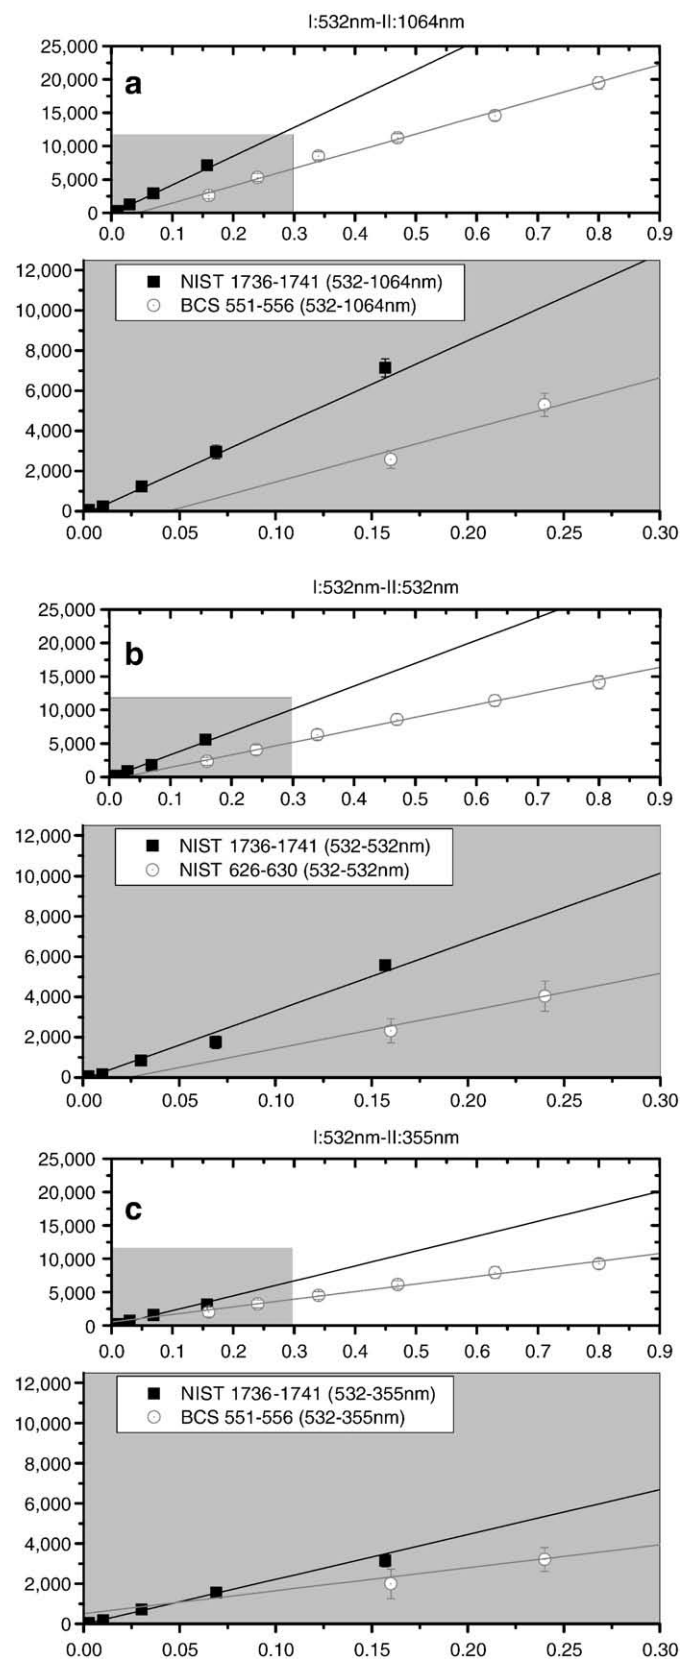 I:532nm-II:1064nm
25,000
20,000
15,000
10,000
5,000
0
a
0.0 0.1 0.2 0.3 0.4 0.5 0.6 0.7 0.8 0.9
12,000
10,000
8,000
6,000
4,000
2,000
0
NIST 1736-1741 (532-1064nm)
BCS 551-556 (532-1064nm)
0.00 0.05 0.10 0.15 0.20 0.25 0.30
I:532nm-II:532nm
25,000
20,000
15,000
10,000
5,000
0
b
0.0 0.1 0.2 0.3 0.4 0.5 0.6 0.7 0.8 0.9
12,000
10,000
8,000
6,000
4,000
2,000
0
NIST 1736-1741 (532-532nm)
NIST 626-630 (532-532nm)
0.00 0.05 0.10 0.15 0.20 0.25 0.30
I:532nm-II:355nm
25,000
20,000
15,000
10,000
5,000
0
c
0.0 0.1 0.2 0.3 0.4 0.5 0.6 0.7 0.8 0.9
12,000
10,000
8,000
6,000
4,000
2,000
0
NIST 1736-1741 (532-355nm)
BCS 551-556 (532-355nm)
0.00 0.05 0.10 0.15 0.20 0.25 0.30